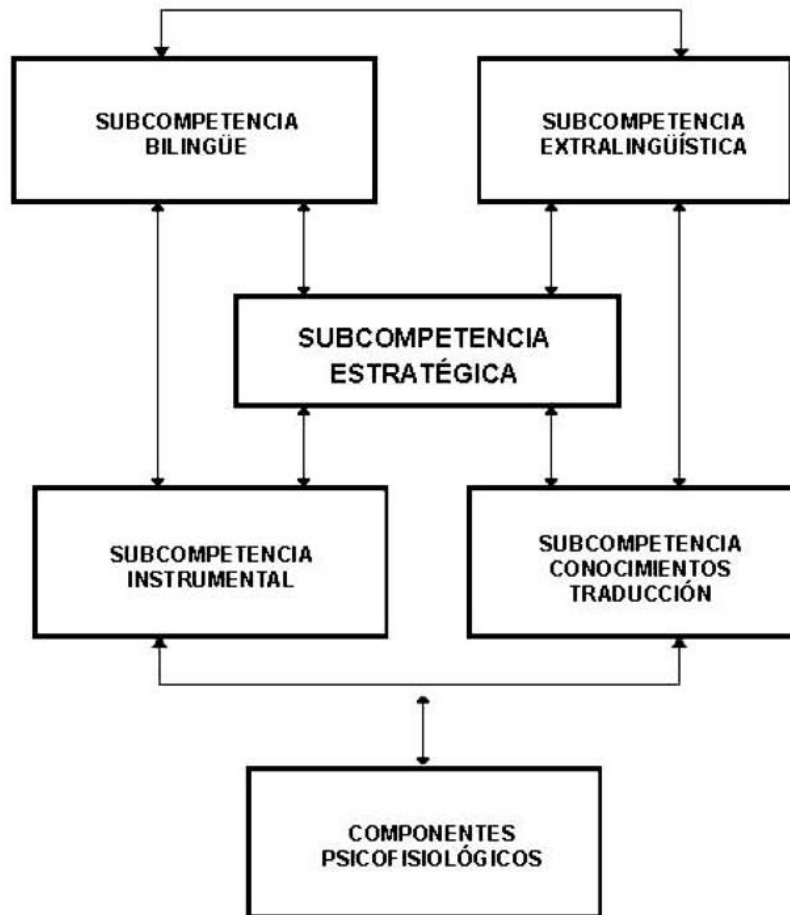 SUBCOMPETENCIA
BILINGÜE
SUBCOMPETENCIA
EXTRALINGÜÍSTICA
SUBCOMPETENCIA
ESTRATÉGICA
SUBCOMPETENCIA
INSTRUMENTAL
SUBCOMPETENCIA
CONOCIMIENTOS
TRADUCCIÓN
COMPONENTES
PSICOFISIOLÓGICOS